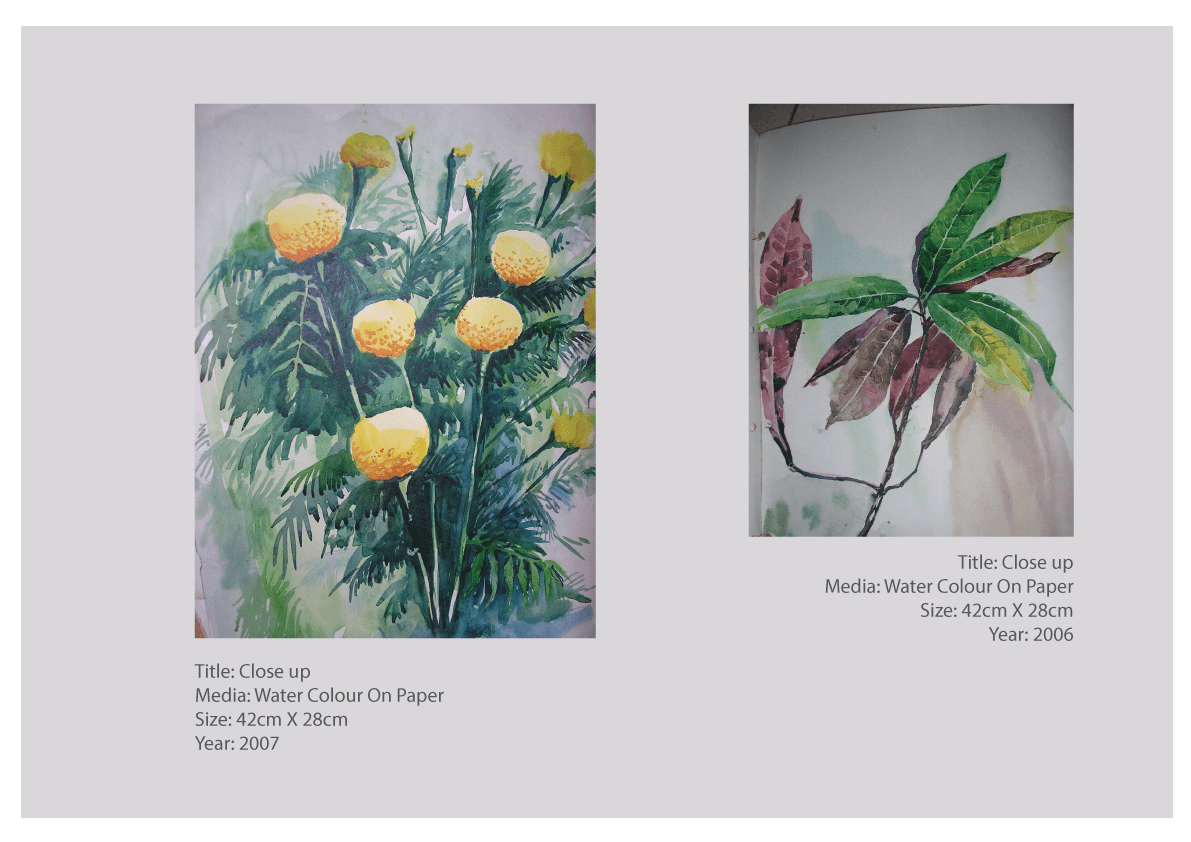 Title: Close up
Media: Water Colour On Paper
Size: 42cm X 28cm
Year: 2007
Title: Close up
Media: Water Colour On Paper
Size: 42cm X 28cm
Year: 2006